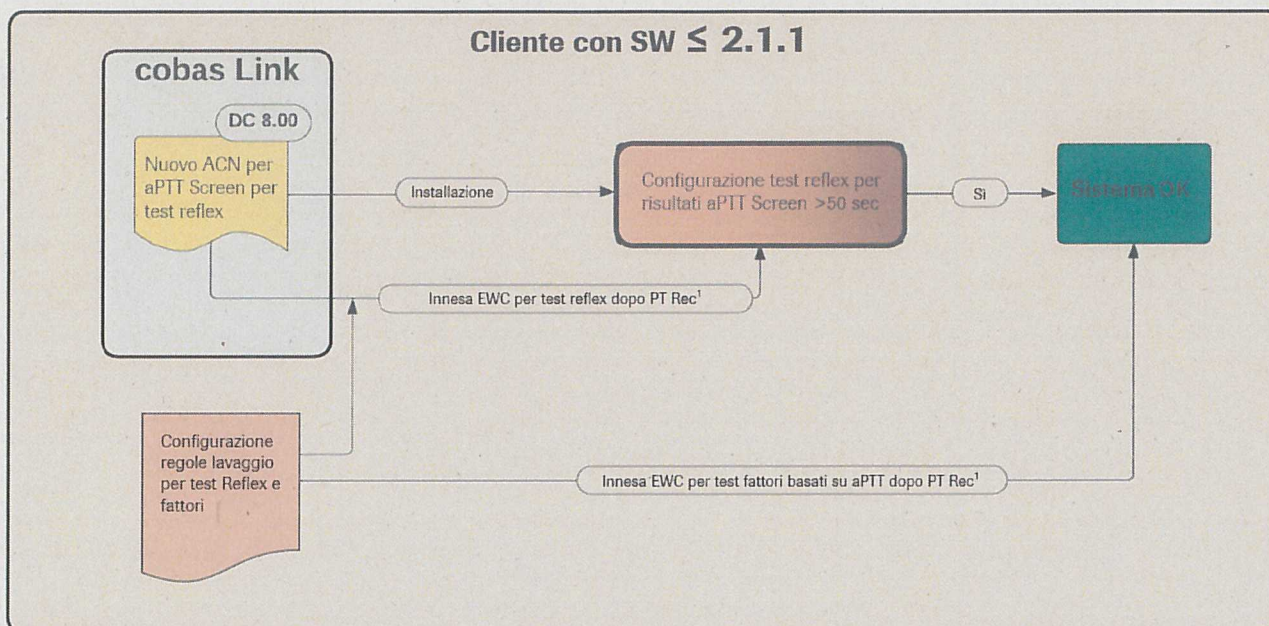 Cliente con SW ≤ 2.1.1
cobas Link
DC 8.00
Nuovo ACN per
aPTT Screen per
test reflex
Installazione
Configurazione test reflex per
risultati aPTT Screen >50 sec
Sì
Sistema OK
Innesa EWC per test reflex dopo PT Rec¹
Configurazione
regole lavaggio
per test Reflex e
fattori
Innesa EWC per test fattori basati su aPTT dopo PT Rec¹